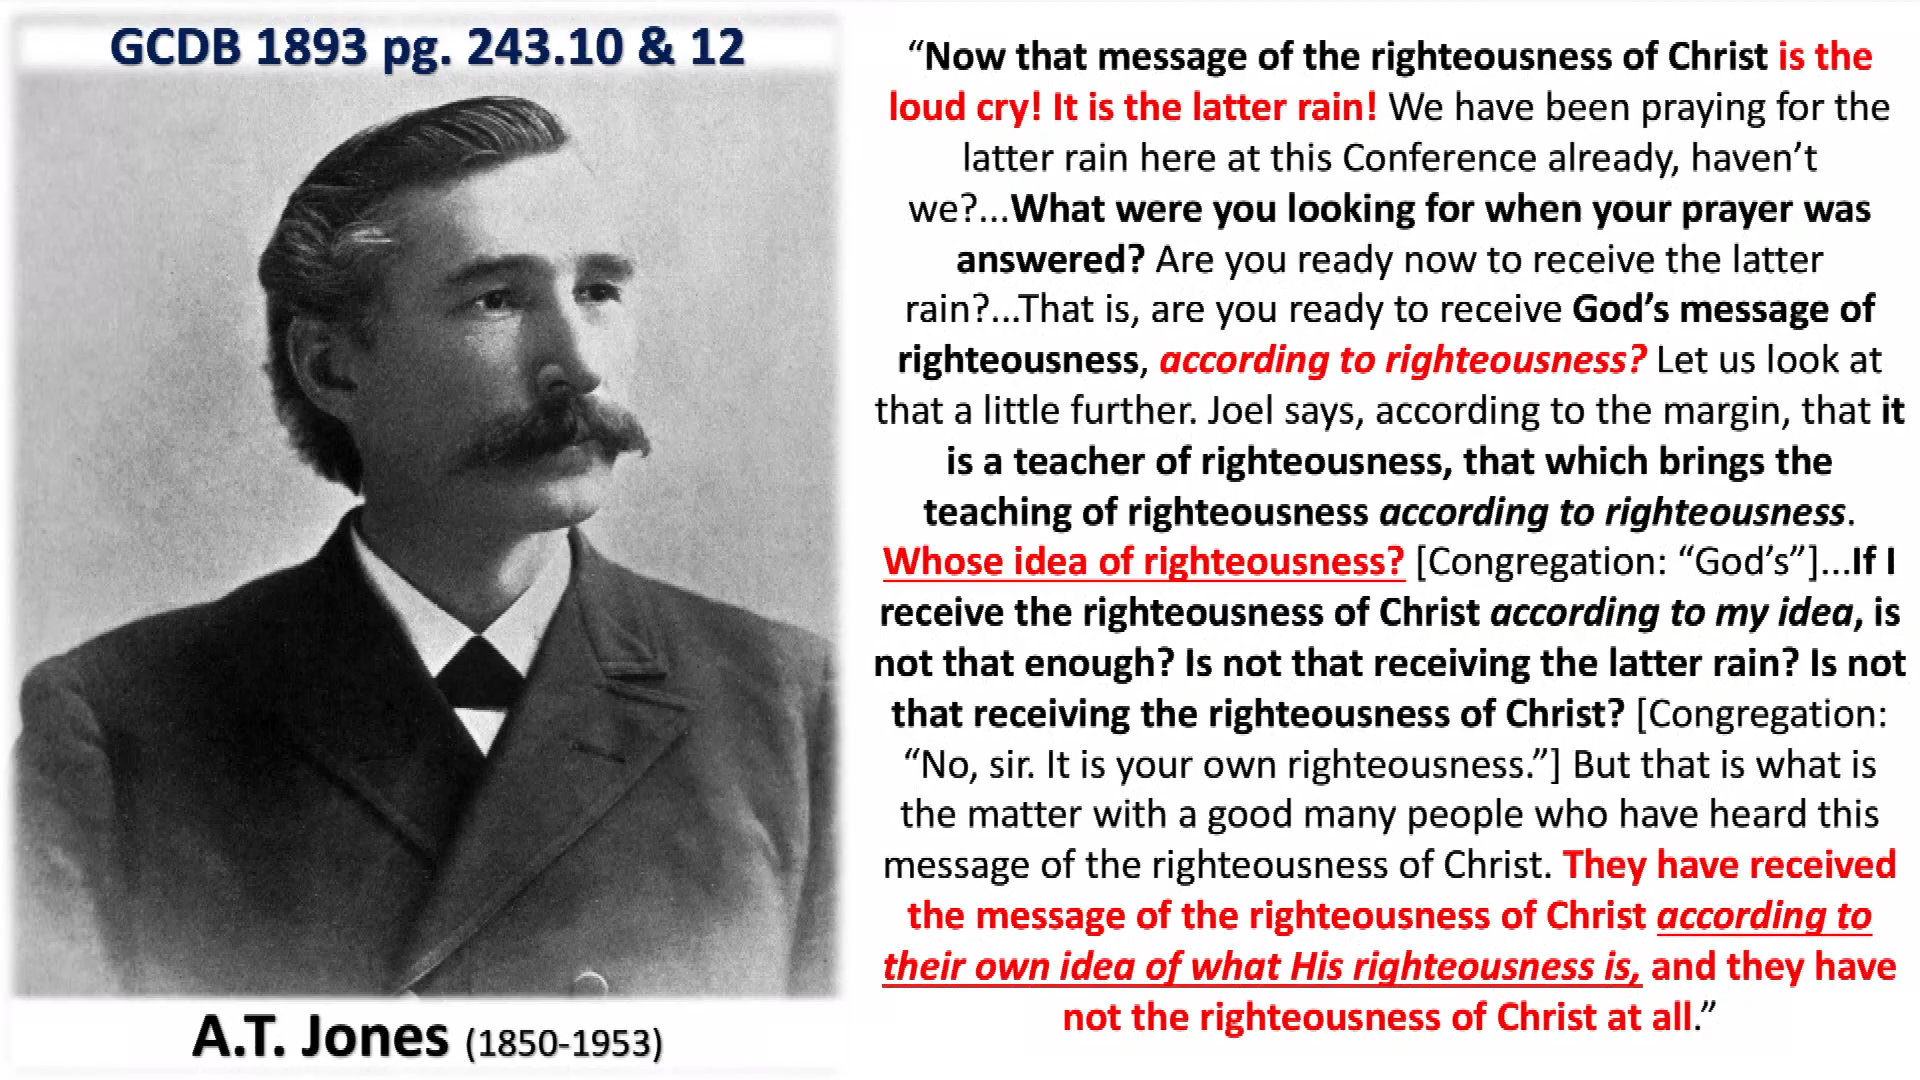 GCDB 1893 pg. 243.10 & 12
“Now that message of the righteousness of Christ is the
loud cry! It is the latter rain! We have been praying for the
latter rain here at this Conference already, haven’t
we?...What were you looking for when your prayer was
answered? Are you ready now to receive the latter
rain?...That is, are you ready to receive God’s message of
righteousness, according to righteousness? Let us look at
that a little further. Joel says, according to the margin, that it
is a teacher of righteousness, that which brings the
teaching of righteousness according to righteousness.
Whose idea of righteousness? [Congregation: “God’s”]...If I
receive the righteousness of Christ according to my idea, is
not that enough? Is not that receiving the latter rain? Is not
that receiving the righteousness of Christ? [Congregation:
“No, sir. It is your own righteousness.”] But that is what is
the matter with a good many people who have heard this
message of the righteousness of Christ. They have received
the message of the righteousness of Christ according to
their own idea of what His righteousness is, and they have
not the righteousness of Christ at all.”
A.T. Jones (1850-1953)